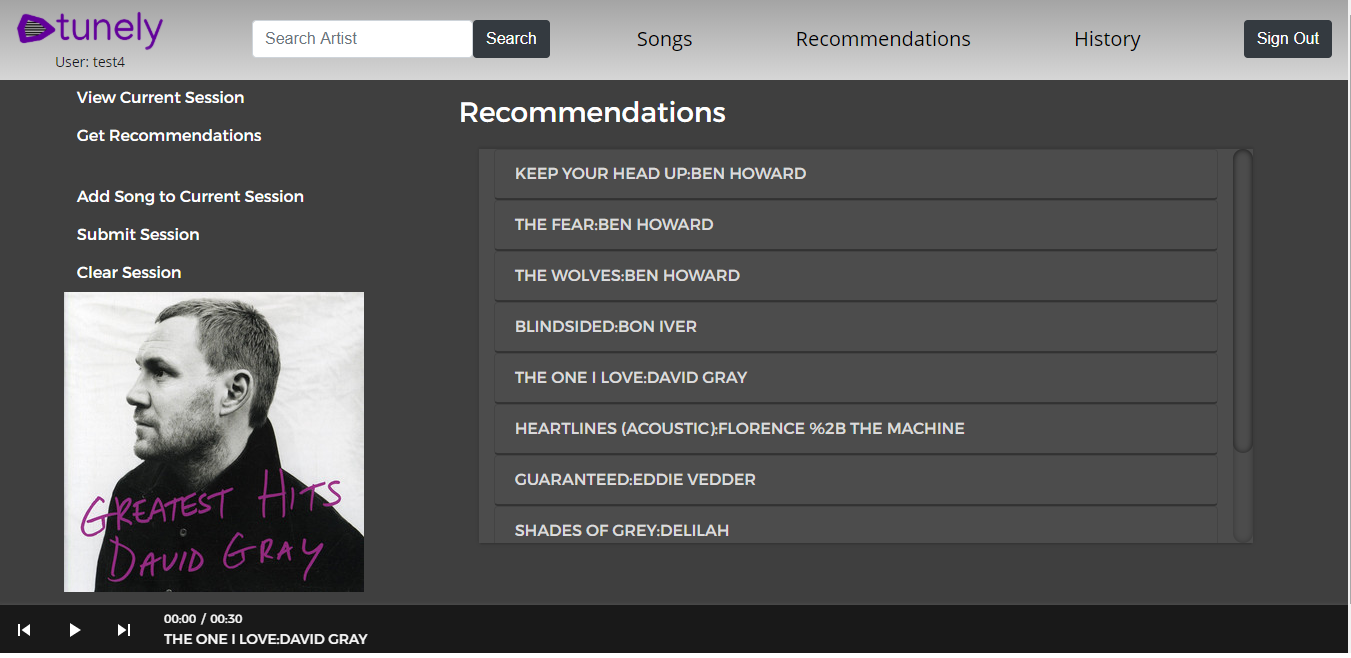 tunely
User: test4
Search Artist
Search
Songs
Recommendations
History
Sign Out
View Current Session
Get Recommendations
Add Song to Current Session
Submit Session
Clear Session
GREATEST HITS
DAVID GRAY
Recommendations
KEEP YOUR HEAD UP:BEN HOWARD
THE FEAR:BEN HOWARD
THE WOLVES:BEN HOWARD
BLINDSIDED:BON IVER
THE ONE I LOVE:DAVID GRAY
HEARTLINES (ACOUSTIC):FLORENCE %2B THE MACHINE
GUARANTEED:EDDIE VEDDER
SHADES OF GREY:DELILAH
00:00 / 00:30
THE ONE I LOVE:DAVID GRAY